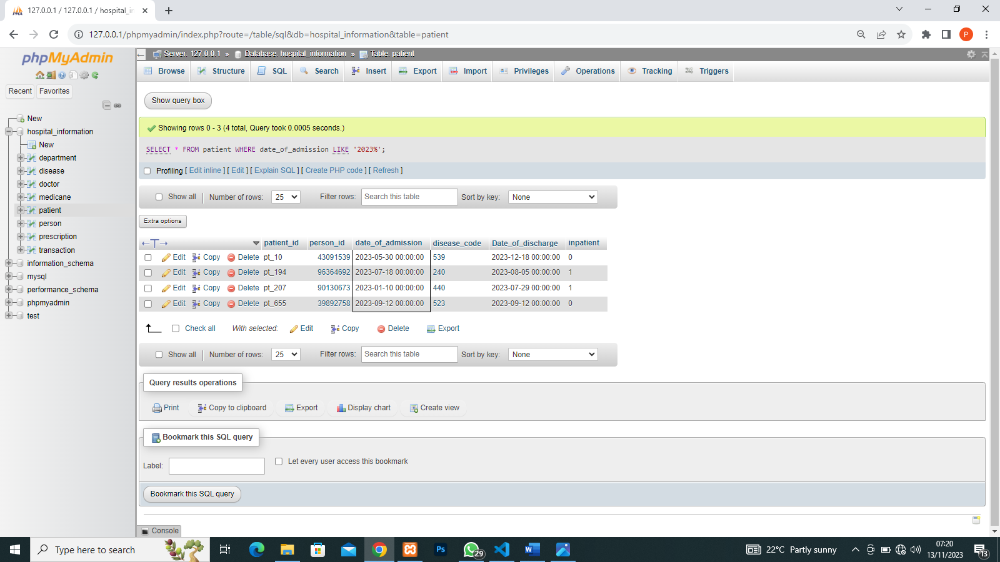 127.0.0.1 / 127.0.0.1 / hospital_in
127.0.0.1/phpmyadmin/index.php?route=/table/sql&db=hospital_information&table=patient
P
phpMyAdmin
Recent Favorites
New
hospital_information
New
department
disease
doctor
medicane
patient
person
prescription
transaction
information_schema
mysql
performance_schema
phpmyadmin
test
Server: 127.0.0.1 » Database: hospital_information » Table: patient
Browse Structure SQL Search Insert Export Import Privileges Operations Tracking Triggers
Show query box
Showing rows 0 - 3 (4 total, Query took 0.0005 seconds.)
SELECT * FROM patient WHERE date_of_admission LIKE '2023%';
Profiling [ Edit inline ] [ Edit ] [ Explain SQL ] [ Create PHP code ] [ Refresh ]
Show all Number of rows: 25 Filter rows: Search this table Sort by key: None
Extra options
←T→ patient_id person_id date_of_admission disease_code Date_of_discharge inpatient
Edit Copy Delete pt_10 43091539 2023-05-30 00:00:00 539 2023-12-18 00:00:00 0
Edit Copy Delete pt_194 96364692 2023-07-18 00:00:00 240 2023-08-05 00:00:00 1
Edit Copy Delete pt_207 90130673 2023-01-10 00:00:00 440 2023-07-29 00:00:00 1
Edit Copy Delete pt_655 39892758 2023-09-12 00:00:00 523 2023-09-12 00:00:00 0
Check all With selected: Edit Copy Delete Export
Show all Number of rows: 25 Filter rows: Search this table Sort by key: None
Query results operations
Print Copy to clipboard Export Display chart Create view
Bookmark this SQL query
Label: Let every user access this bookmark
Bookmark this SQL query
Console
Type here to search
Ps
29
W
22°C Partly sunny
07:20
13/11/2023
13